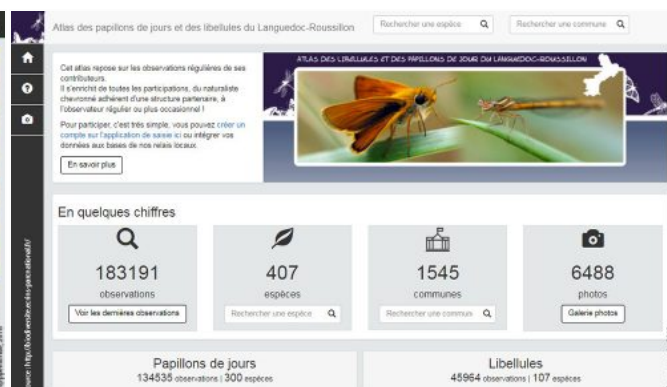 Atlas des papillons de jours et des libellules du Languedoc-Roussillon
Rechercher une espèce
Rechercher une commune
Cet atlas repose sur les observations régulières de ses
contributeurs.
Il s'enrichit de toutes les participations, du naturaliste
chevronné adhérent d'une structure partenaire, à
l'observateur régulier ou plus occasionnel !
Pour participer, c'est très simple, vous pouvez créer un
compte sur l'application de saisie ici ou intégrer vos
données aux bases de nos relais locaux.
En savoir plus
ATLAS DES LIBELLULES ET DES PAPILLONS DE JOUR DU LANGUEDOC-ROUSSILLON
En quelques chiffres
183191
observations
Voir les dernières observations
407
espèces
Rechercher une espèce
1545
communes
Rechercher une commun
6488
photos
Galerie photos
Papillons de jours
134535 observations | 300 espèces
Libellules
45964 observations | 107 espèces